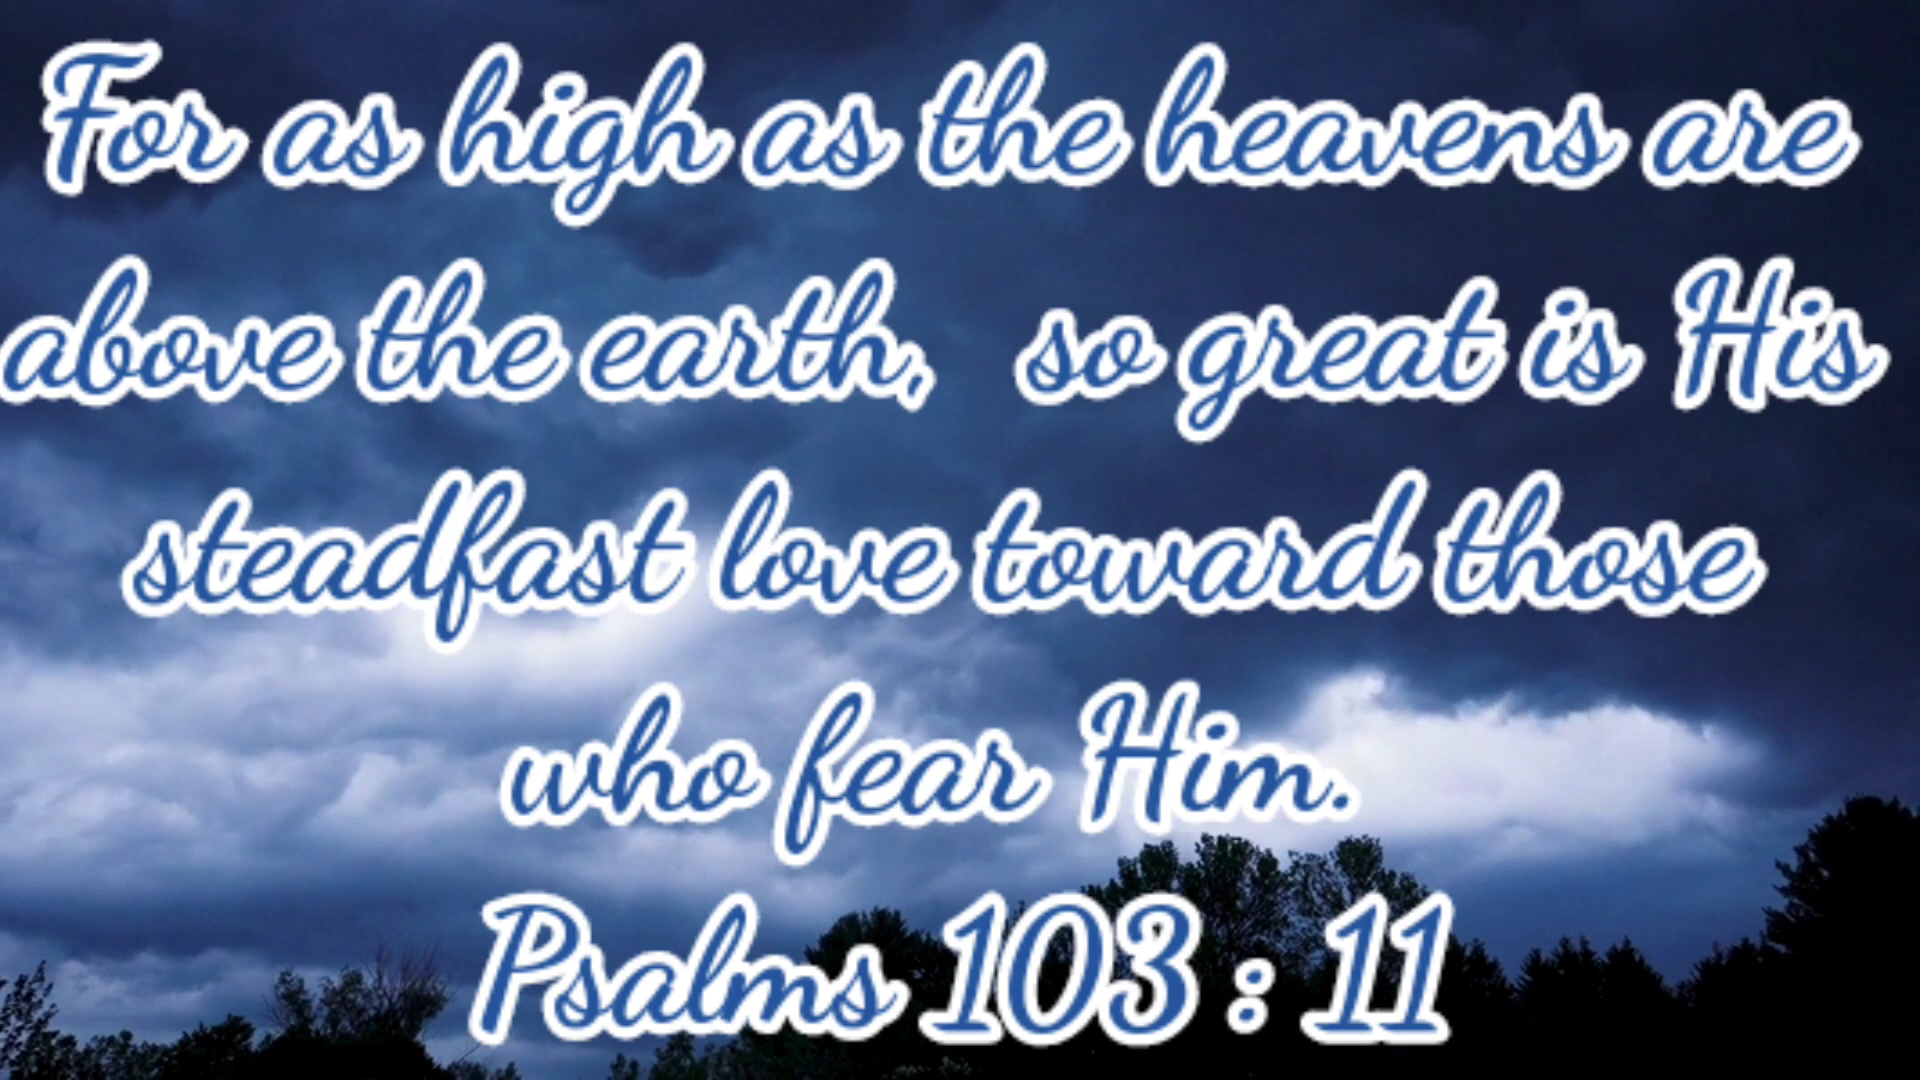 For as high as the heavens are
above the earth, so great is His
steadfast love toward those
who fear Him.
Psalms 103 : 11